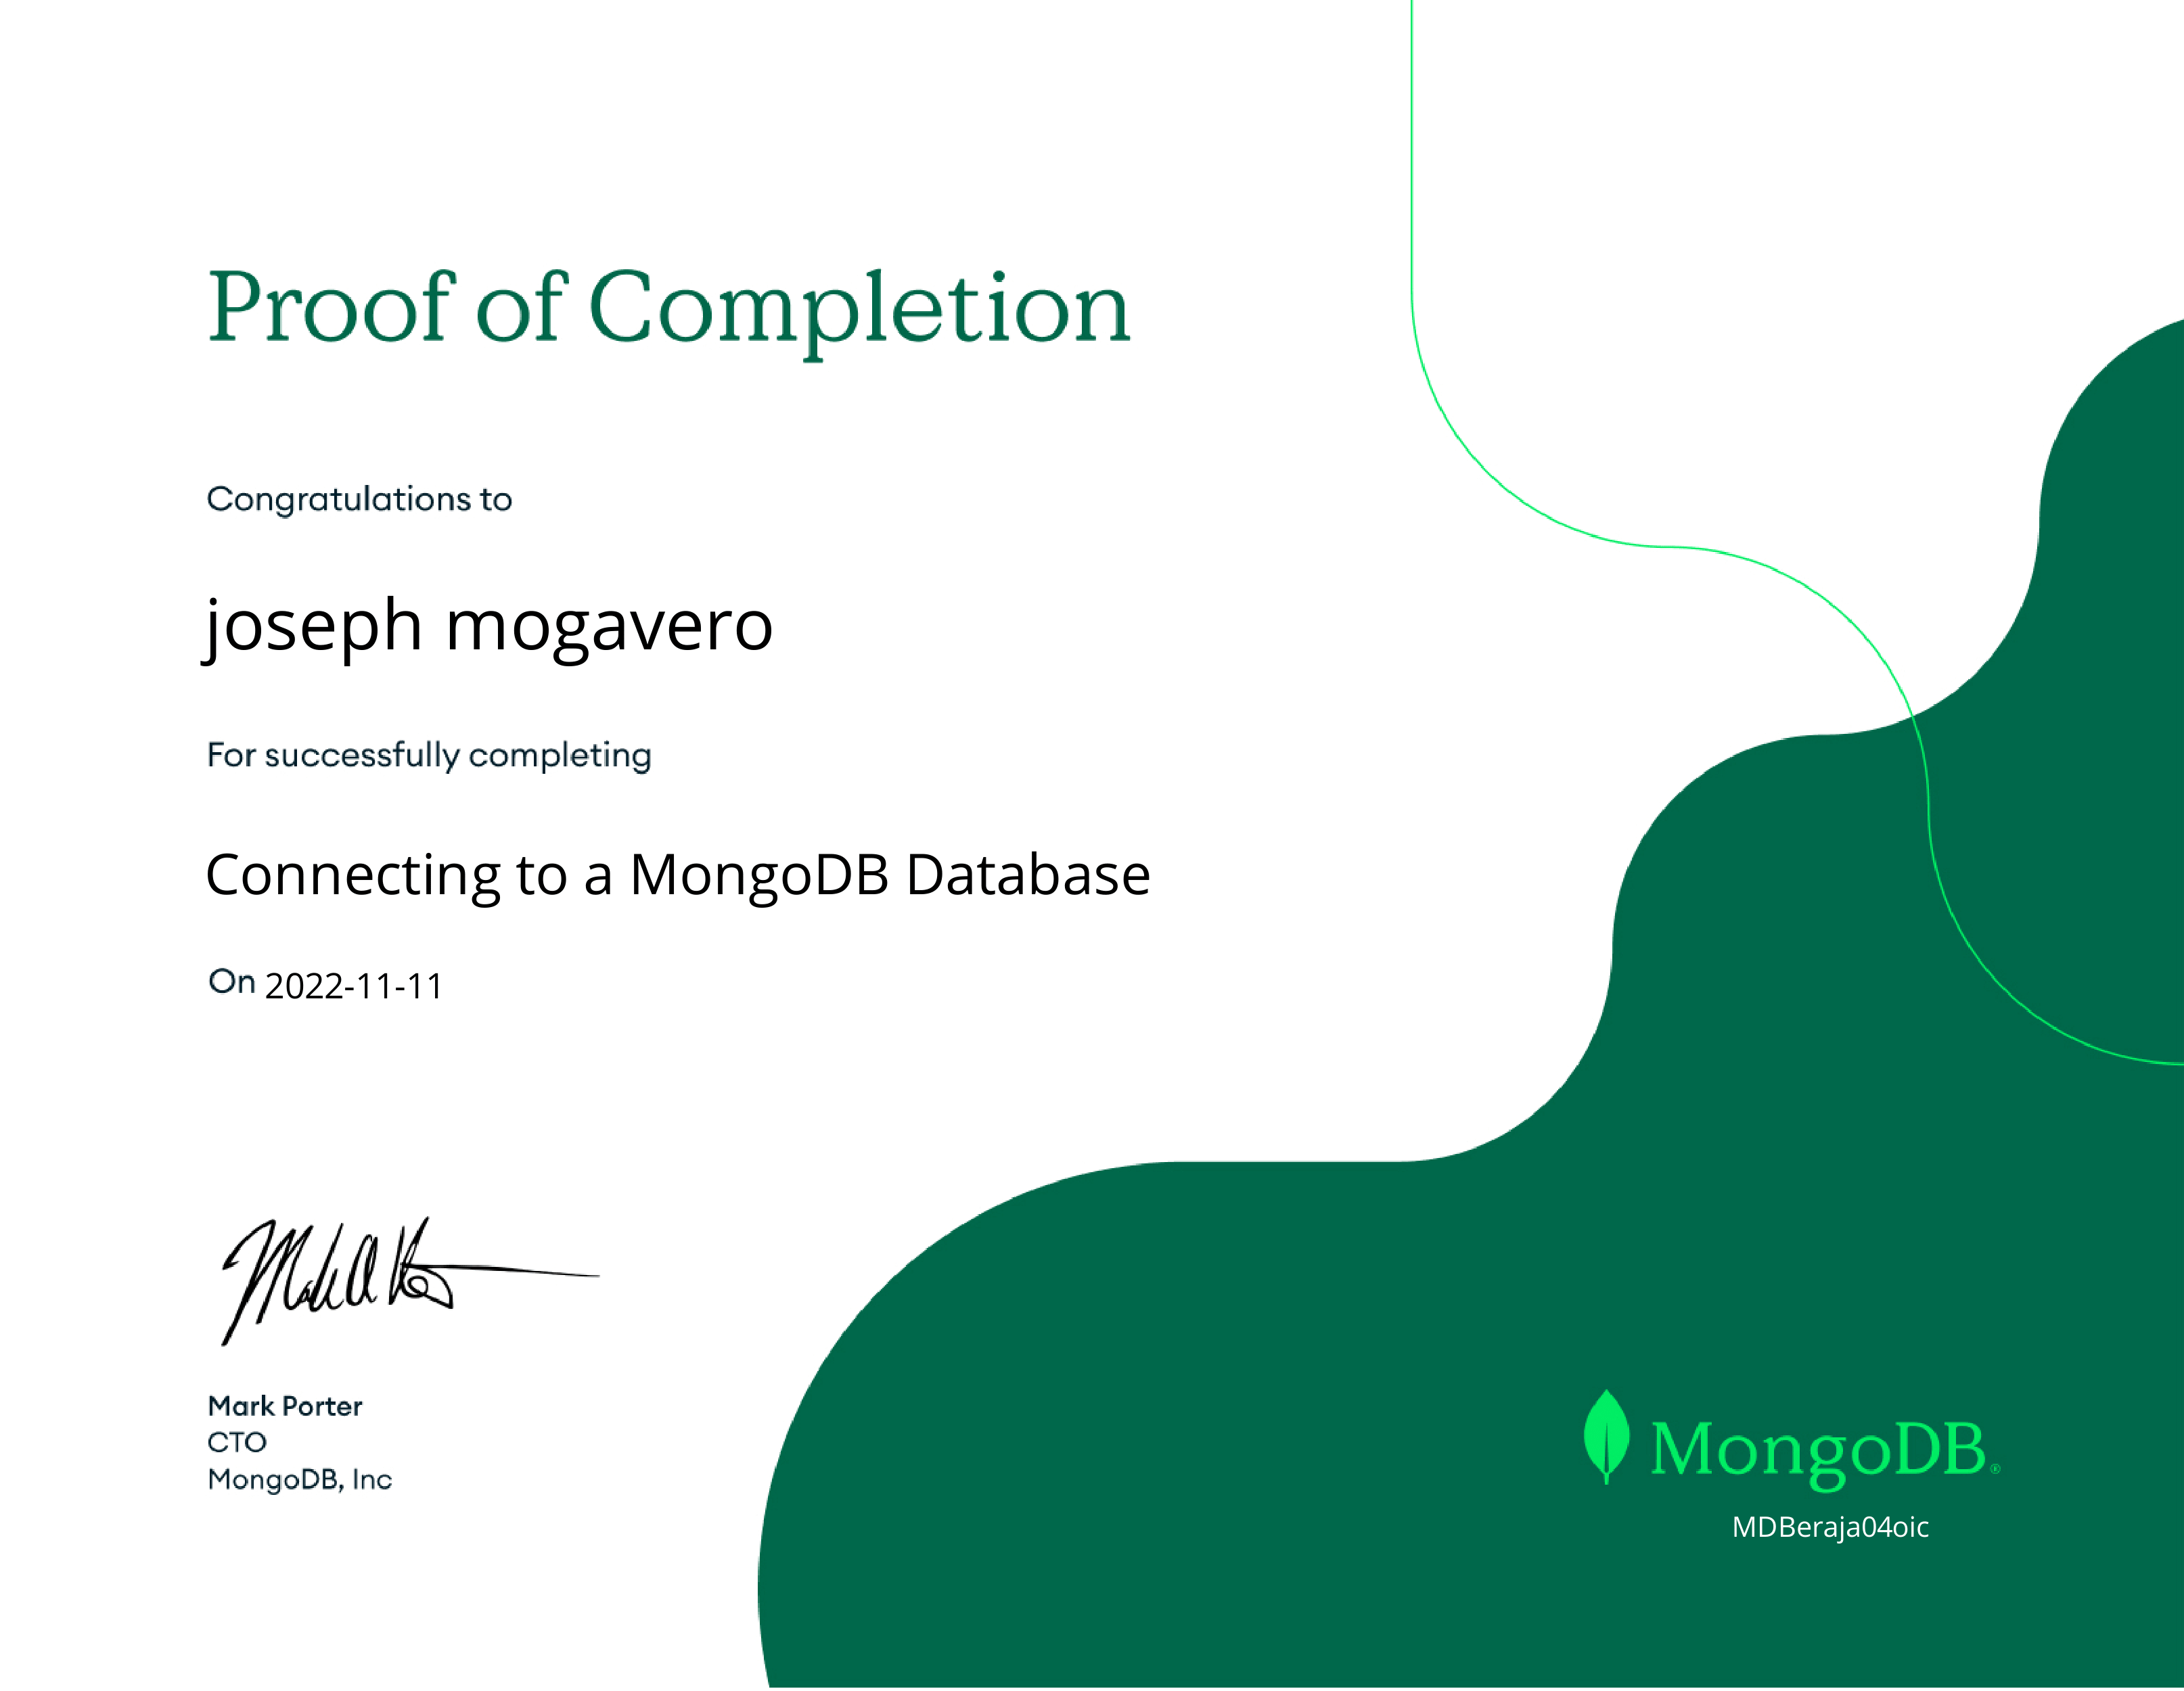 Proof of Completion
Congratulations to
joseph mogavero
For successfully completing
Connecting to a MongoDB Database
On 2022-11-11
Mark Porter
CTO
MongoDB, Inc
MongoDB®
MDBeraja04oic